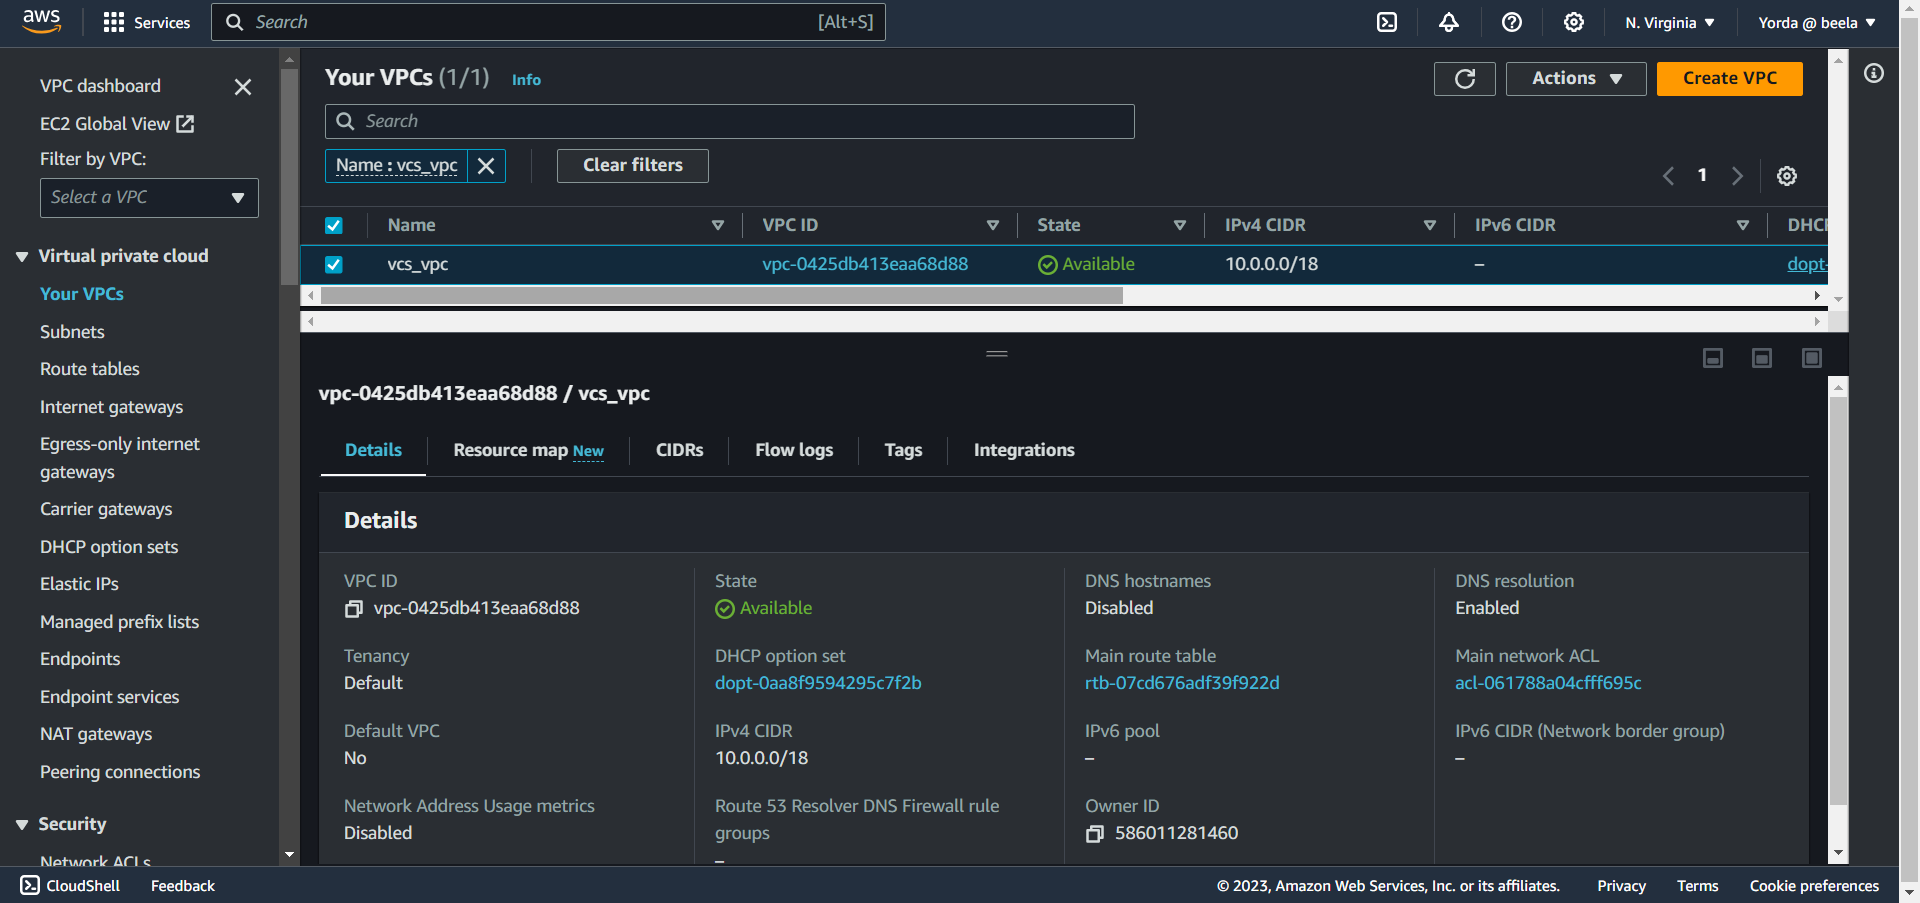 aws
Services
Search
[Alt+S]
N. Virginia
Yorda @ beela
VPC dashboard
EC2 Global View
Filter by VPC:
Select a VPC
Virtual private cloud
Your VPCs
Subnets
Route tables
Internet gateways
Egress-only internet
gateways
Carrier gateways
DHCP option sets
Elastic IPs
Managed prefix lists
Endpoints
Endpoint services
NAT gateways
Peering connections
Security
Network ACLs
Your VPCs (1/1) Info
Actions
Create VPC
Search
Name : vcs_vpc
Clear filters
1
Name VPC ID State IPv4 CIDR IPv6 CIDR DHCP
vcs_vpc vpc-0425db413eaa68d88 Available 10.0.0.0/18 – dopt-
vpc-0425db413eaa68d88 / vcs_vpc
Details Resource map New CIDRs Flow logs Tags Integrations
Details
VPC ID
vpc-0425db413eaa68d88
State
Available
DNS hostnames
Disabled
DNS resolution
Enabled
Tenancy
Default
DHCP option set
dopt-0aa8f9594295c7f2b
Main route table
rtb-07cd676adf39f922d
Main network ACL
acl-061788a04cfff695c
Default VPC
No
IPv4 CIDR
10.0.0.0/18
IPv6 pool
–
IPv6 CIDR (Network border group)
–
Network Address Usage metrics
Disabled
Route 53 Resolver DNS Firewall rule
groups
–
Owner ID
586011281460
CloudShell
Feedback
© 2023, Amazon Web Services, Inc. or its affiliates.
Privacy
Terms
Cookie preferences